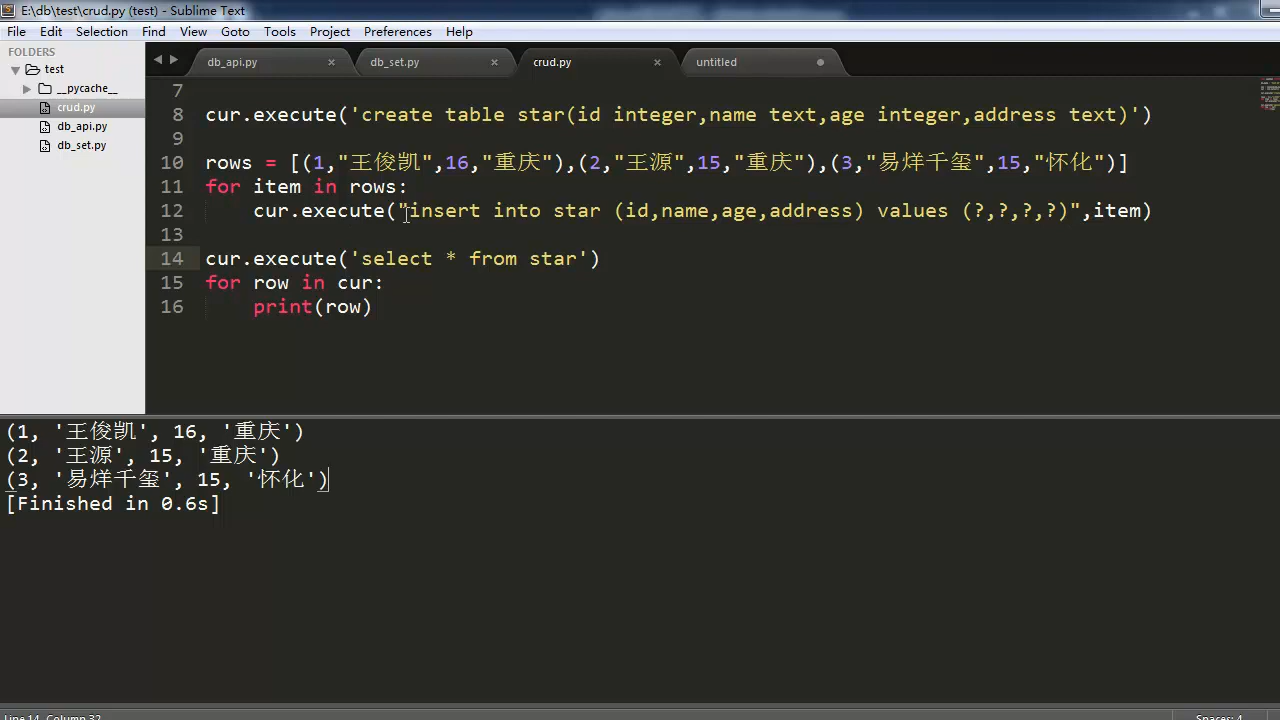 E:\db\test\crud.py (test) - Sublime Text
File Edit Selection Find View Goto Tools Project Preferences Help
FOLDERS
test
__pycache__
crud.py
db_api.py
db_set.py
db_api.py × db_set.py × crud.py × untitled
7
8 cur.execute('create table star(id integer,name text,age integer,address text)')
9
10 rows = [(1,"王俊凯",16,"重庆"),(2,"王源",15,"重庆"),(3,"易烊千玺",15,"怀化")]
11 for item in rows:
12 cur.execute("insert into star (id,name,age,address) values (?,?,?,?)",item)
13
14 cur.execute('select * from star')
15 for row in cur:
16 print(row)
(1, '王俊凯', 16, '重庆')
(2, '王源', 15, '重庆')
(3, '易烊千玺', 15, '怀化')
[Finished in 0.6s]
Line 14, Column 32 Spaces: 4